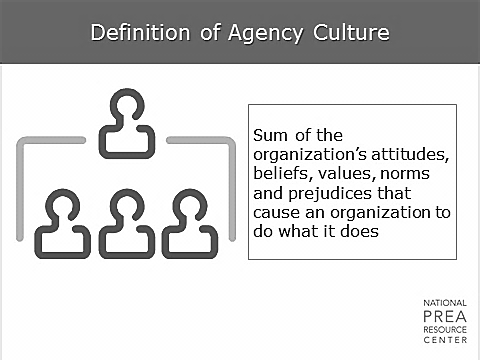 Definition of Agency Culture
Sum of the
organization's attitudes,
beliefs, values, norms
and prejudices that
cause an organization to
do what it does
NATIONAL
PREA
RESOURCE
CENTER